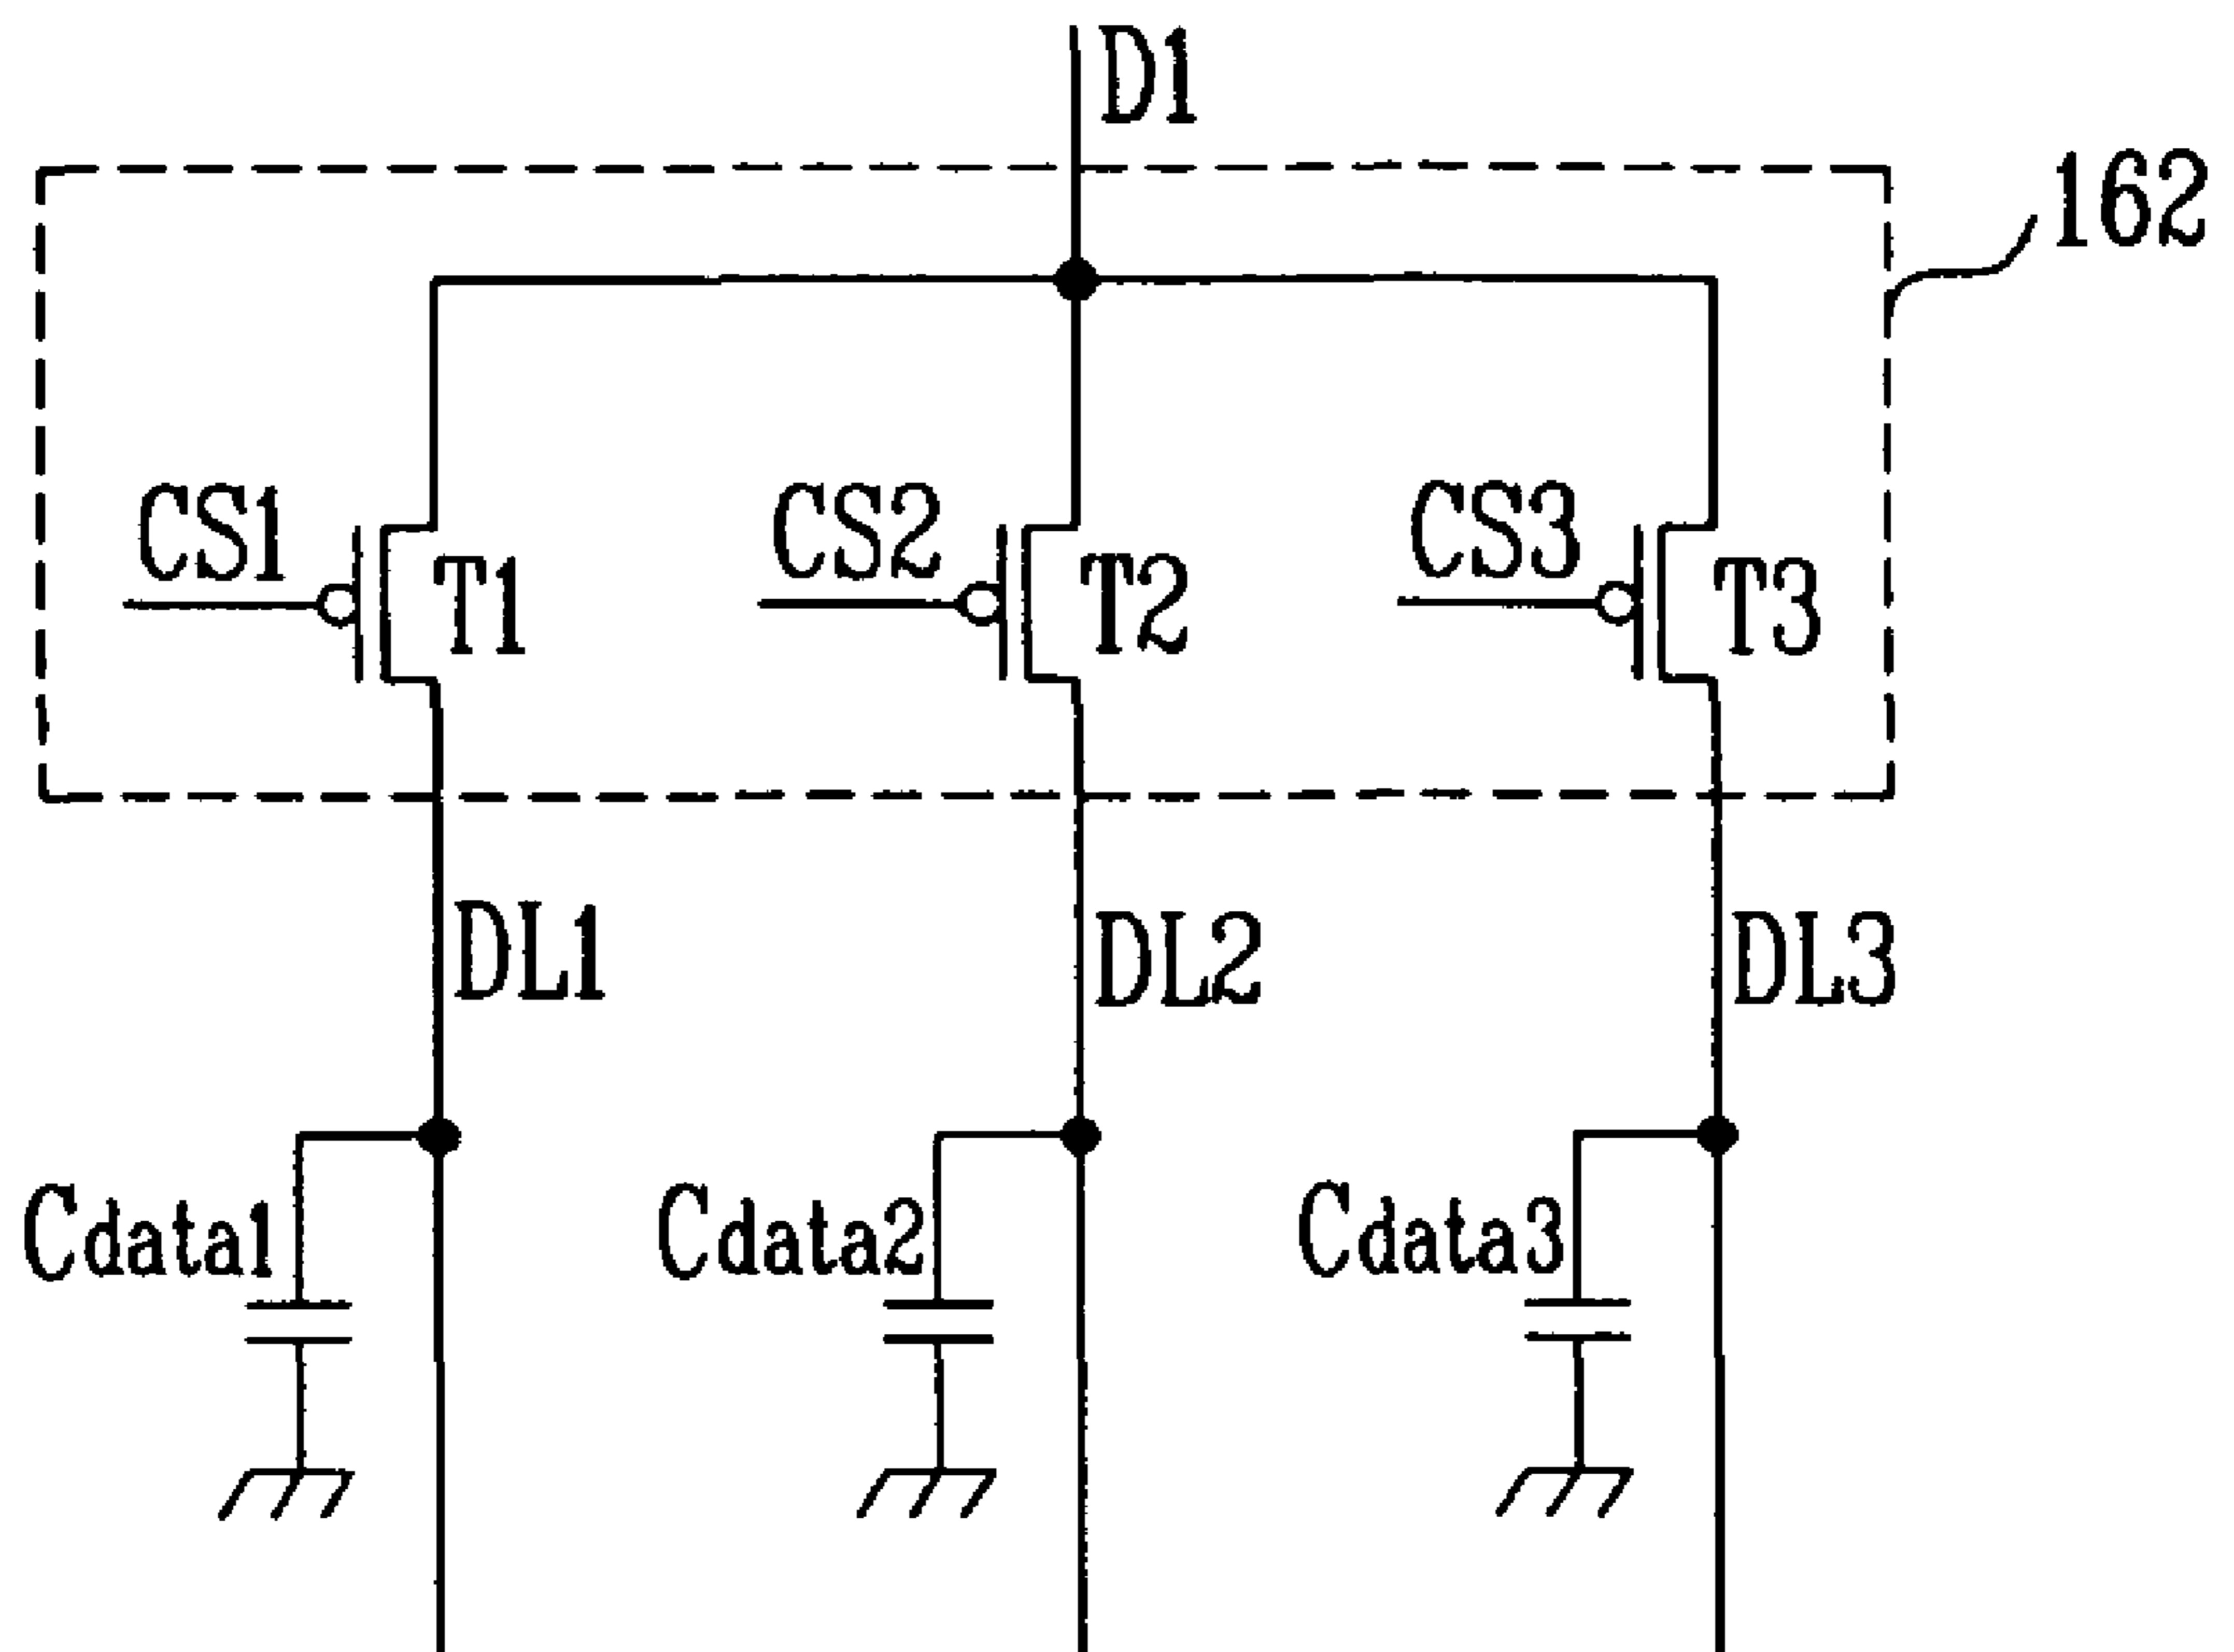 D1
162
CS1
CS2
CS3
T1
T2
T3
DL1
DL2
DL3
Cdata1
Cdata2
Cdata3